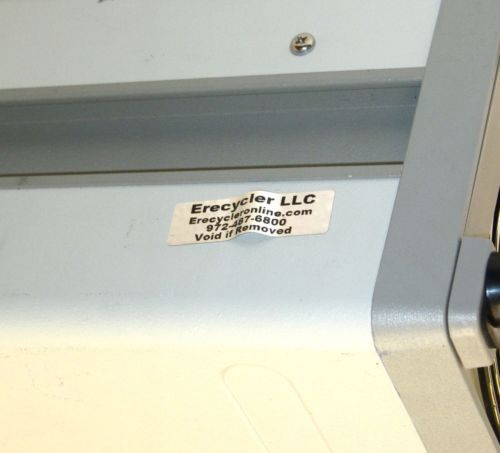 Erecycler LLC
Erecycleronline.com
972-487-6800
Void if Removed